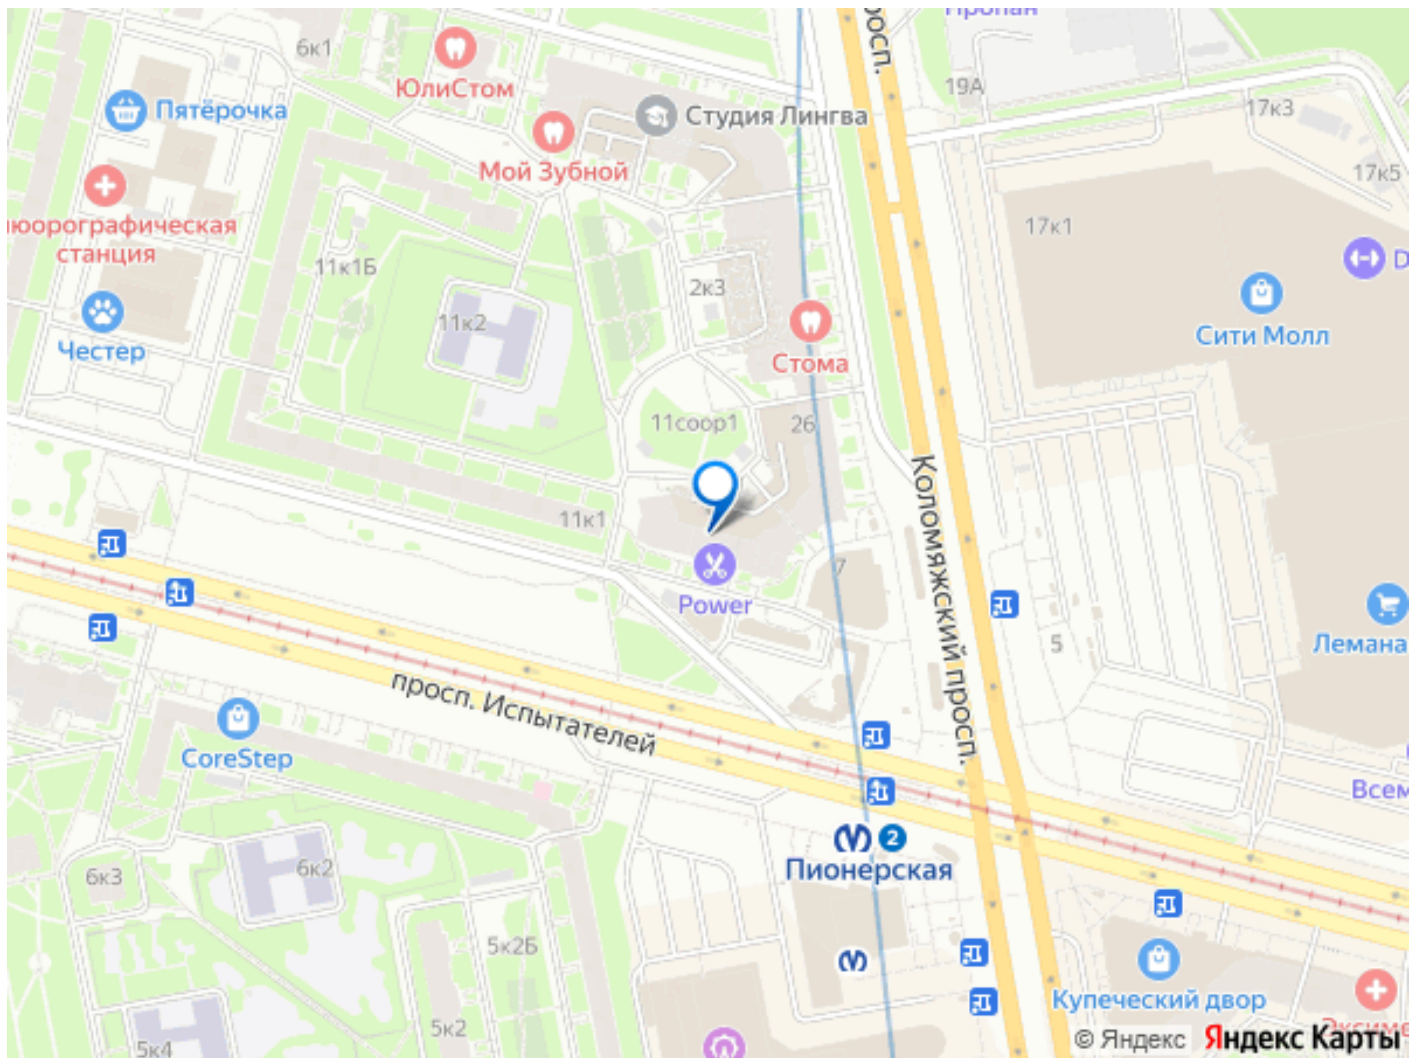 Пропан
просп.
6к1
ЮлиСтом
19А
17к3
Пятёрочка
Студия Лингва
Мой Зубной
17к5
17к1
станция
11к1Б
2к3
D
11к2
Сити Молл
Честер
Стома
11соор1
26
Коломяжский просп.
11к1
7
Power
5
Лемана
просп. Испытателей
CoreStep
Всем
2
Пионерская
6к3
6к2
5к2Б
Купеческий двор
5к2
5к4
© Яндекс Яндекс Карты